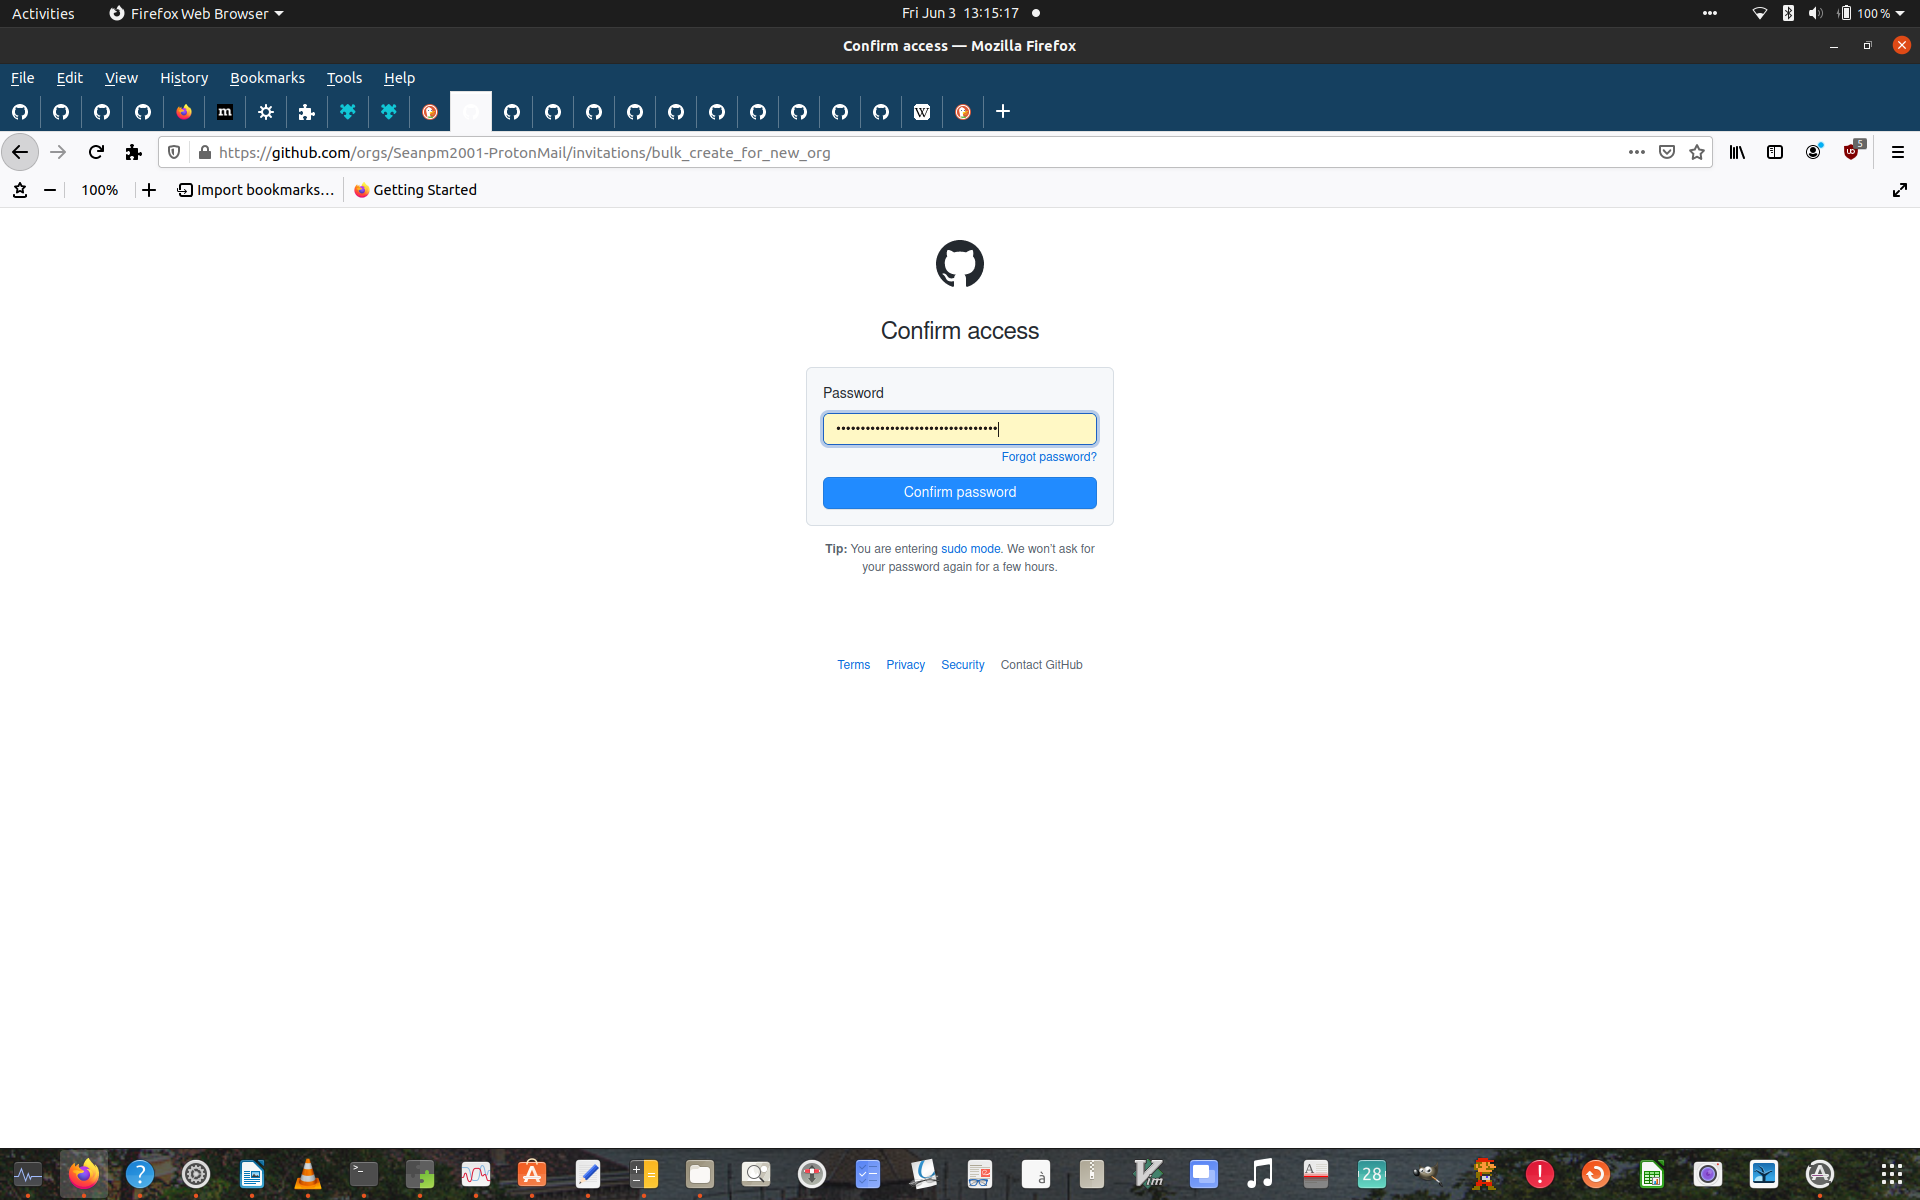 Activities
Firefox Web Browser
Fri Jun 3 13:15:17
100 %
Confirm access — Mozilla Firefox
File Edit View History Bookmarks Tools Help
m
W
https://github.com/orgs/Seanpm2001-ProtonMail/invitations/bulk_create_for_new_org
5
100%
Import bookmarks...
Getting Started
Confirm access
Password
Forgot password?
Confirm password
Tip: You are entering sudo mode. We won't ask for
your password again for a few hours.
Terms Privacy Security Contact GitHub
?
>_
A
à
Vim
A
28
!